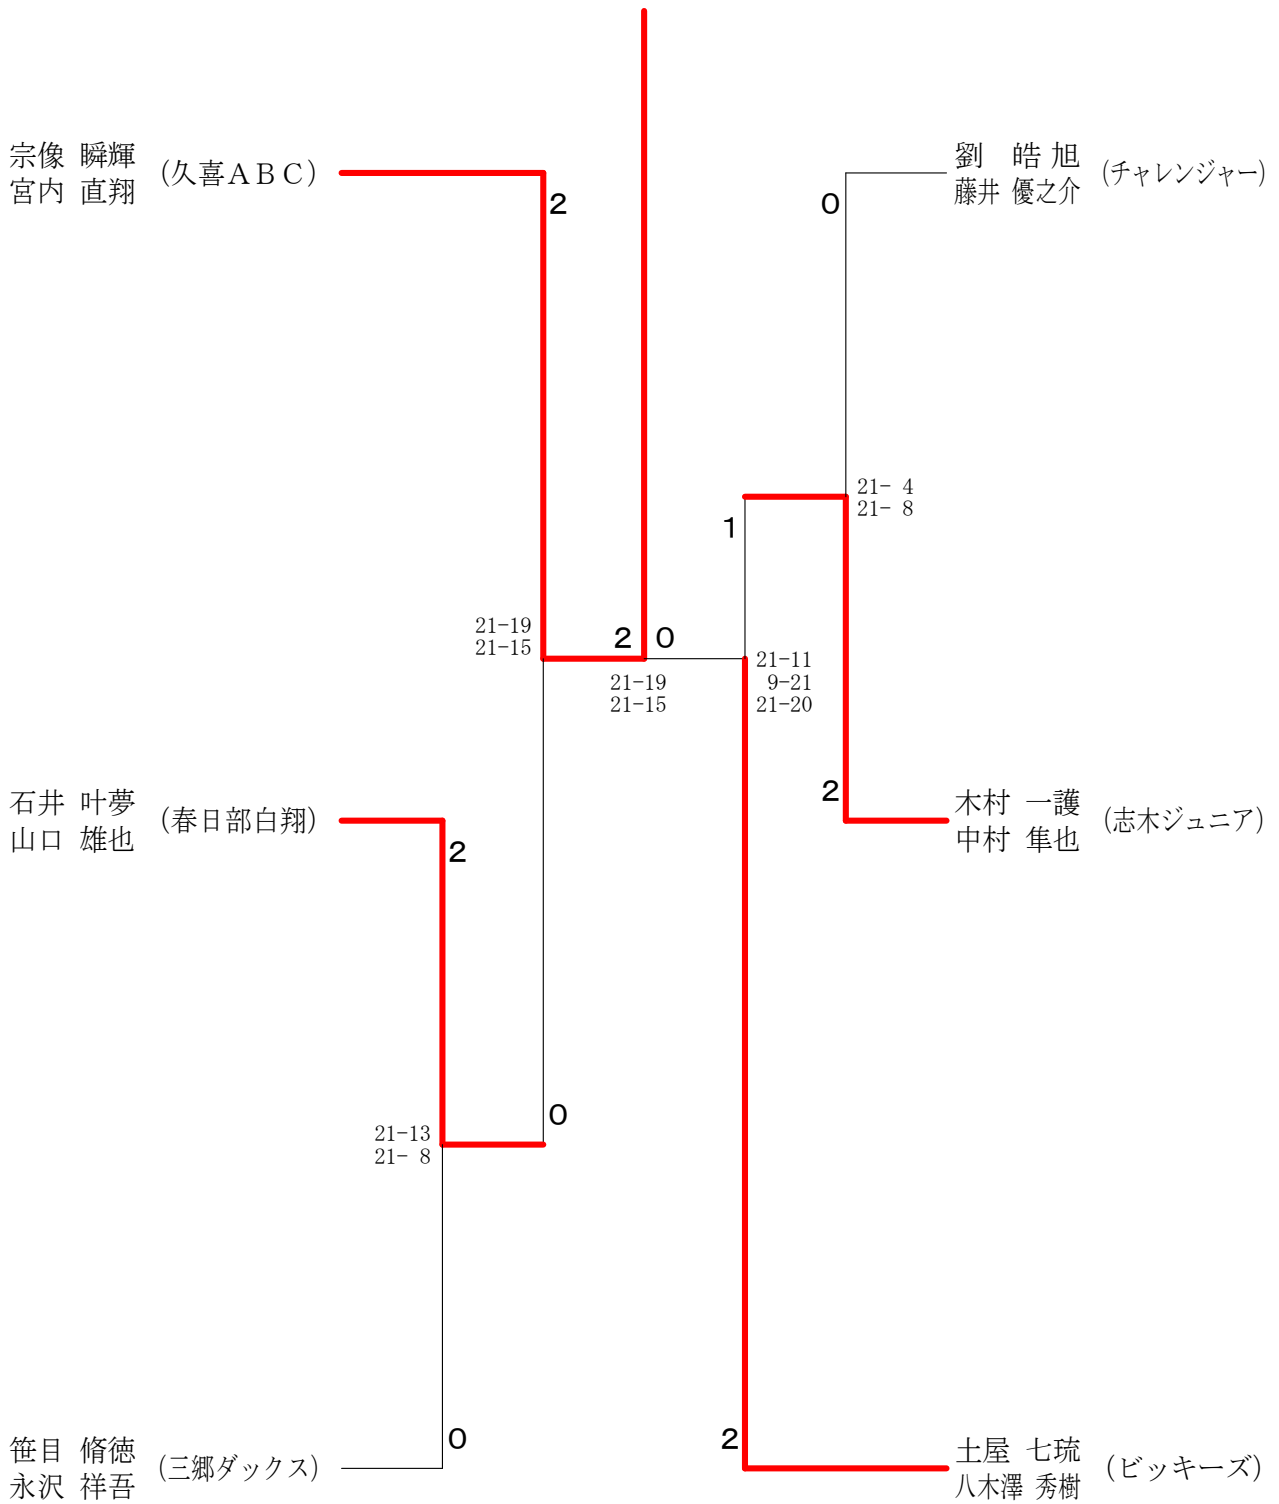 宗像 瞬輝
宮内 直翔
(久喜ABC)
2
劉 皓旭
藤井 優之介
(チャレンジャー)
0
21- 4
21- 8
1
21-19
21-15
2 0
21-19
21-15
21-11
9-21
21-20
石井 叶夢
山口 雄也
(春日部白翔)
2
2
木村 一護
中村 隼也
(志木ジュニア)
21-13
21- 8
0
笹目 脩徳
永沢 祥吾
(三郷ダックス)
0
2
土屋 七琉
八木澤 秀樹
(ビッキーズ)